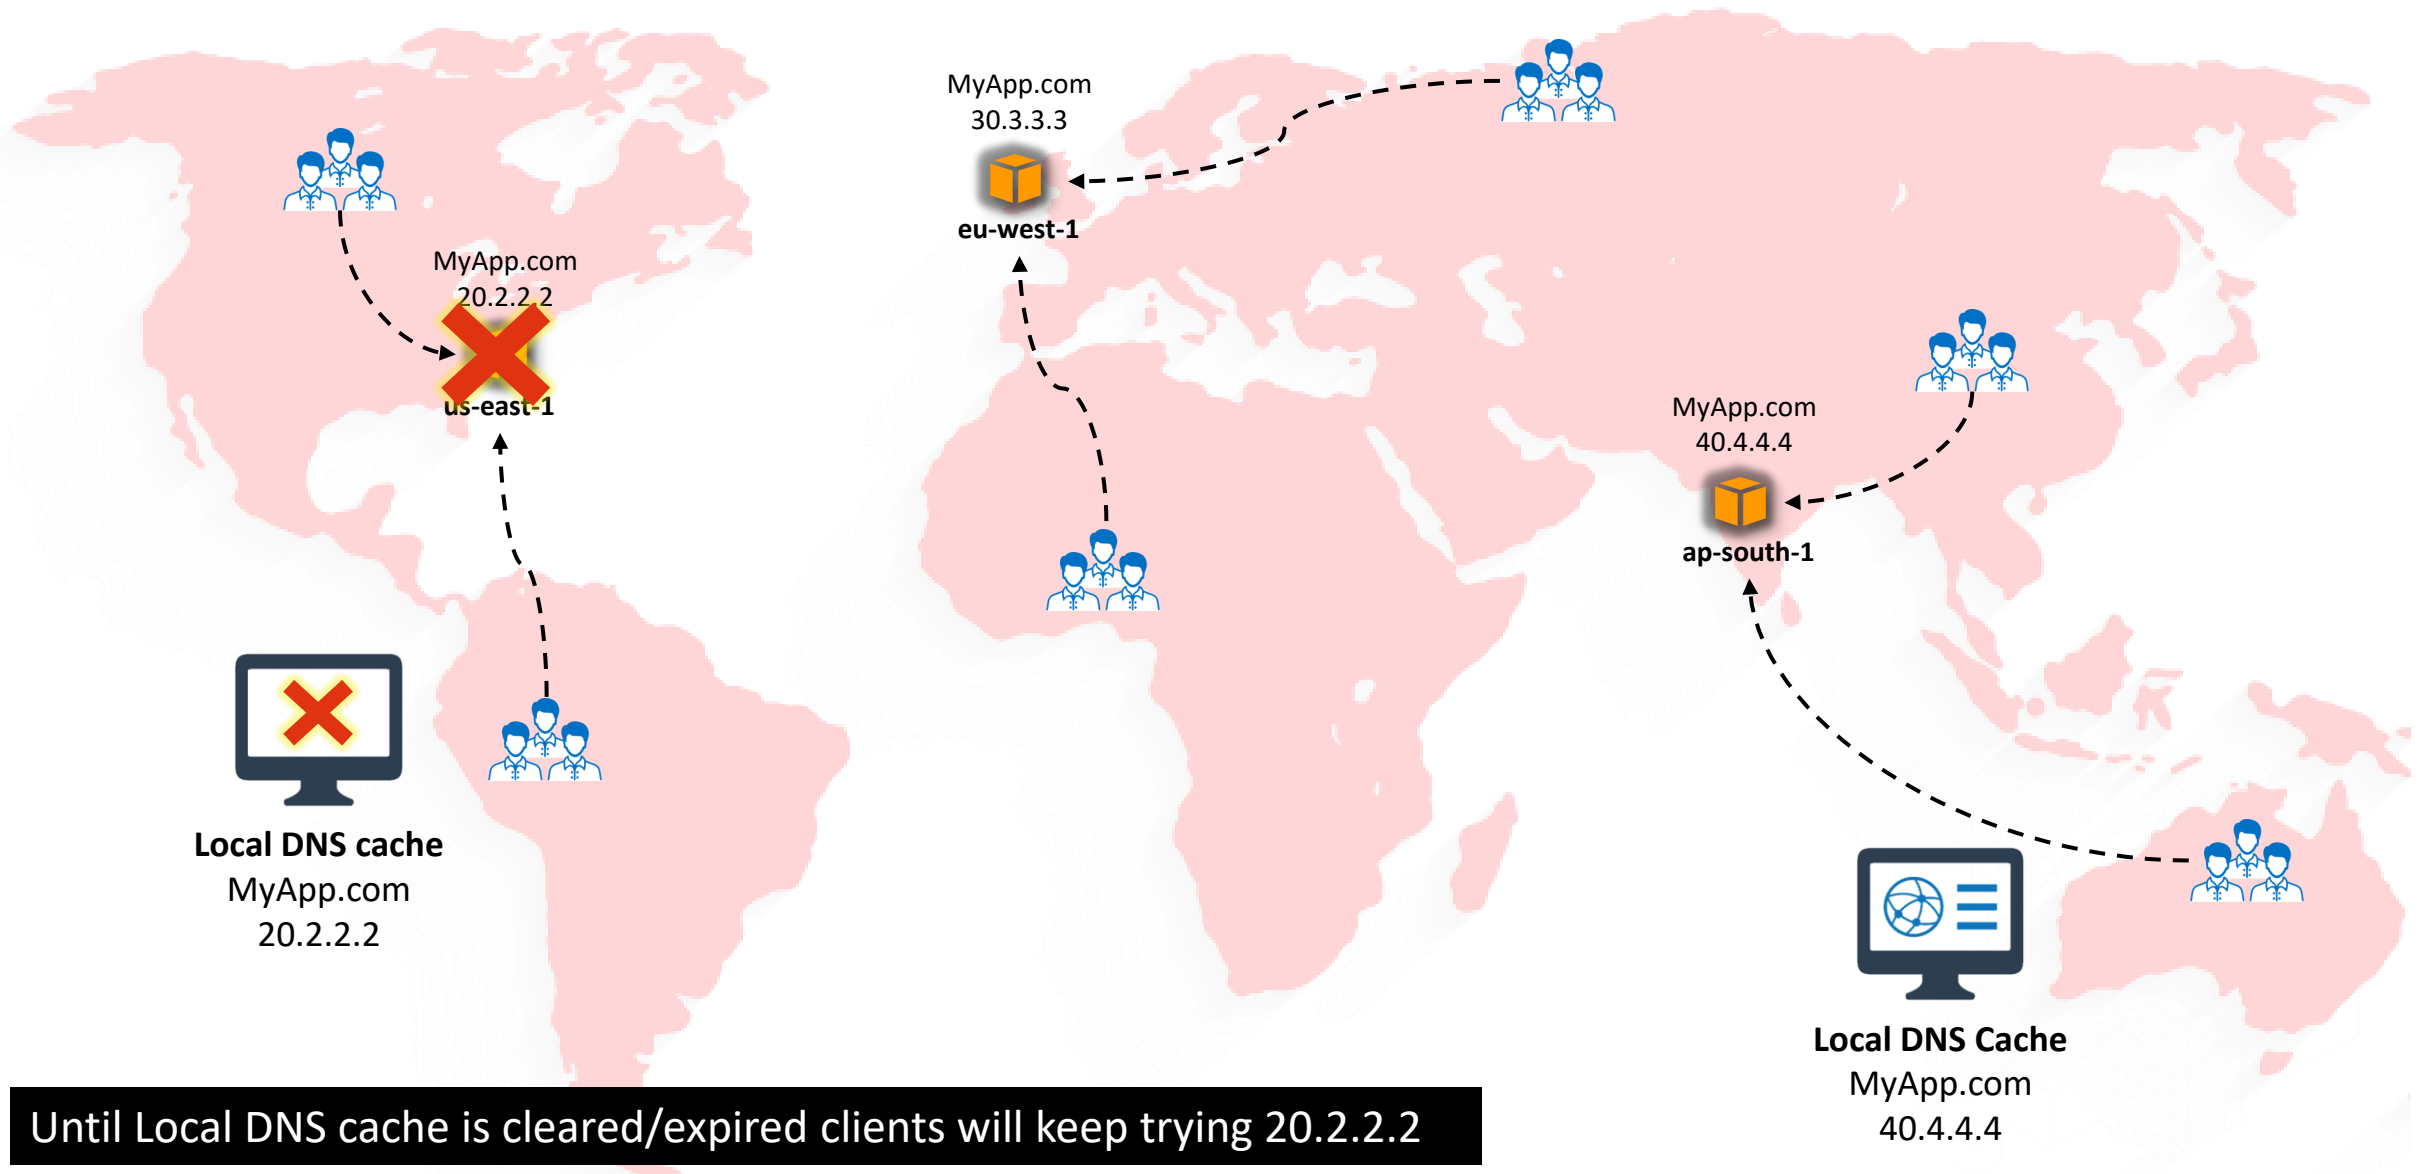 MyApp.com
30.3.3.3
eu-west-1
MyApp.com
20.2.2.2
us-east-1
MyApp.com
40.4.4.4
ap-south-1
Local DNS cache
MyApp.com
20.2.2.2
Local DNS Cache
MyApp.com
40.4.4.4
Until Local DNS cache is cleared/expired clients will keep trying 20.2.2.2